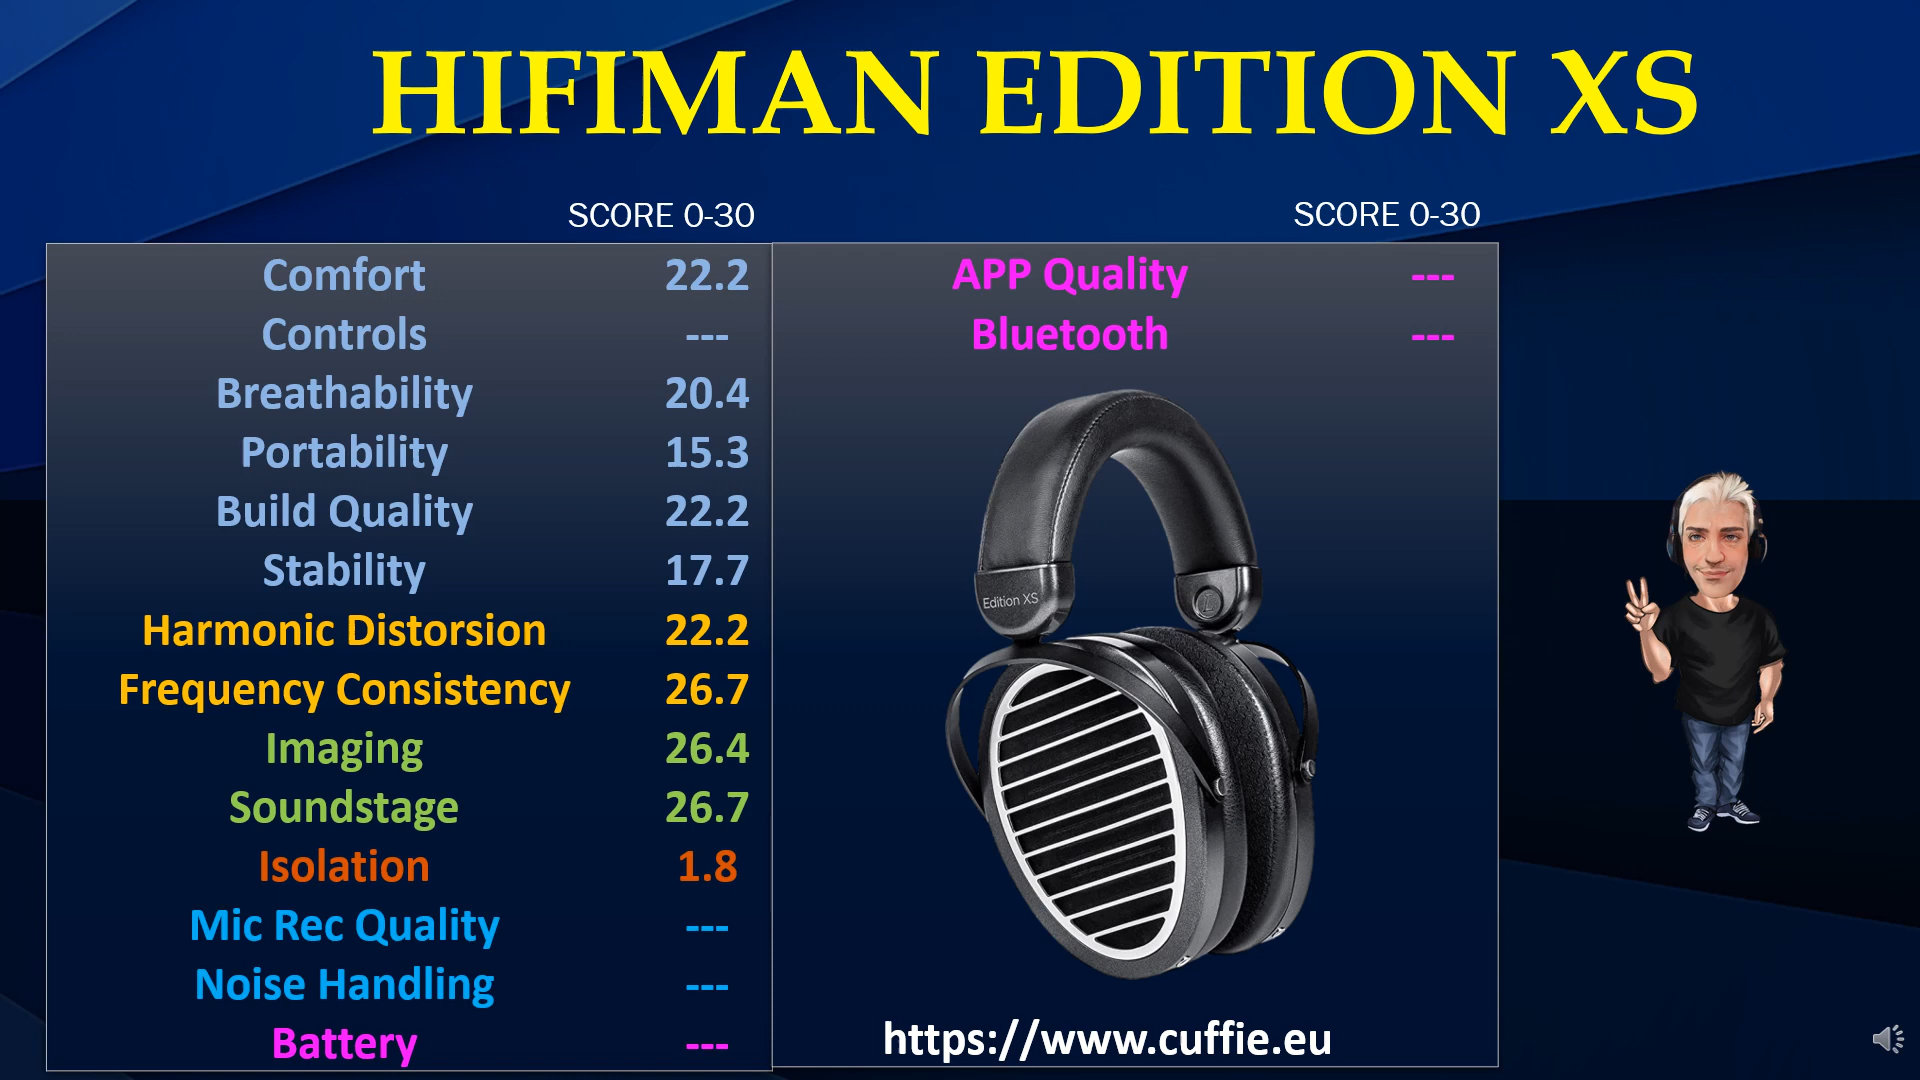 HIFIMAN EDITION XS
SCORE 0-30
Comfort 22.2
Controls ---
Breathability 20.4
Portability 15.3
Build Quality 22.2
Stability 17.7
Harmonic Distorsion 22.2
Frequency Consistency 26.7
Imaging 26.4
Soundstage 26.7
Isolation 1.8
Mic Rec Quality ---
Noise Handling ---
Battery ---
SCORE 0-30
APP Quality ---
Bluetooth ---
Edition XS
https://www.cuffie.eu